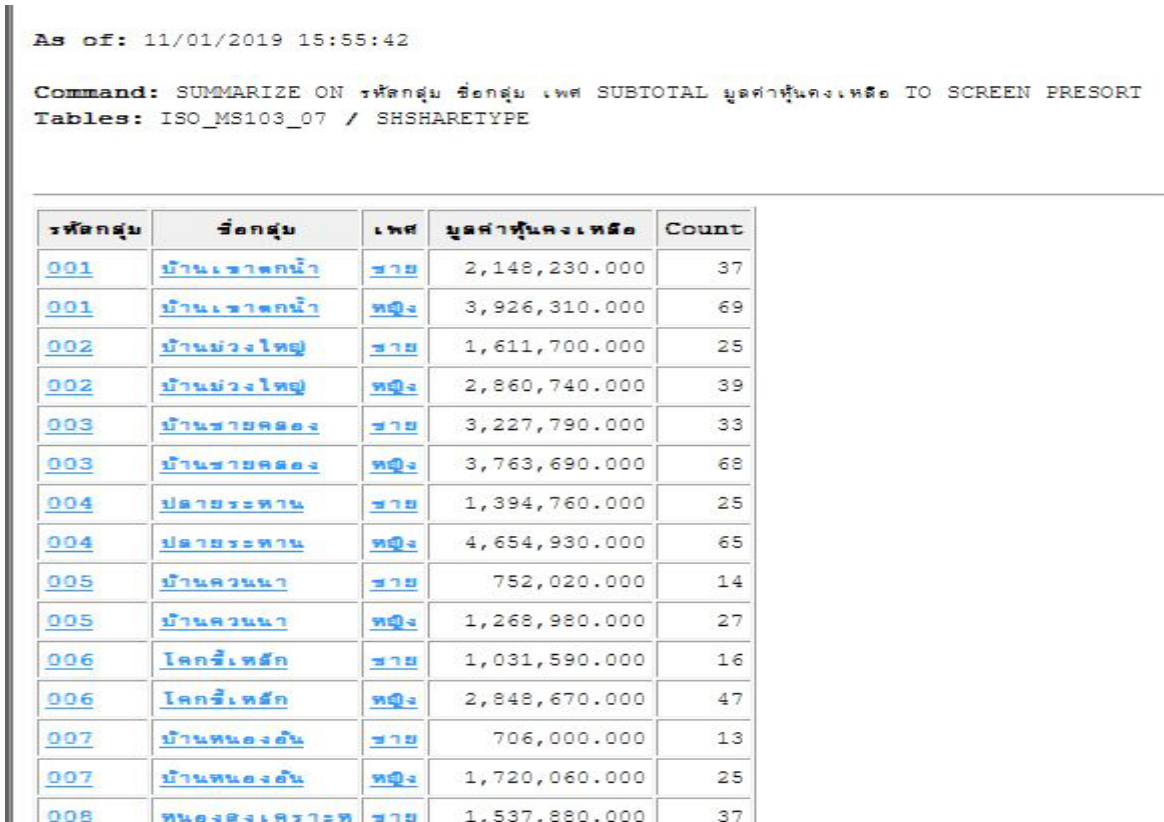 As of: 11/01/2019 15:55:42
Command: SUMMARIZE ON รหัสกลุ่ม ชื่อกลุ่ม เพศ SUBTOTAL มูลค่าหุ้นคงเหลือ TO SCREEN PRESORT
Tables: ISO_MS103_07 / SHSHARETYPE
รหัสกลุ่ม ชื่อกลุ่ม เพศ มูลค่าหุ้นคงเหลือ Count
001 บ้านเขาตกน้ำ ชาย 2,148,230.000 37
001 บ้านเขาตกน้ำ หญิง 3,926,310.000 69
002 บ้านม่วงใหญ่ ชาย 1,611,700.000 25
002 บ้านม่วงใหญ่ หญิง 2,860,740.000 39
003 บ้านชายคลอง ชาย 3,227,790.000 33
003 บ้านชายคลอง หญิง 3,763,690.000 68
004 ปลายระหาน ชาย 1,394,760.000 25
004 ปลายระหาน หญิง 4,654,930.000 65
005 บ้านควนนา ชาย 752,020.000 14
005 บ้านควนนา หญิง 1,268,980.000 27
006 โคกขี้เหล็ก ชาย 1,031,590.000 16
006 โคกขี้เหล็ก หญิง 2,848,670.000 47
007 บ้านหนองอัน ชาย 706,000.000 13
007 บ้านหนองอัน หญิง 1,720,060.000 25
008 ชาย 1,537,880.000 37